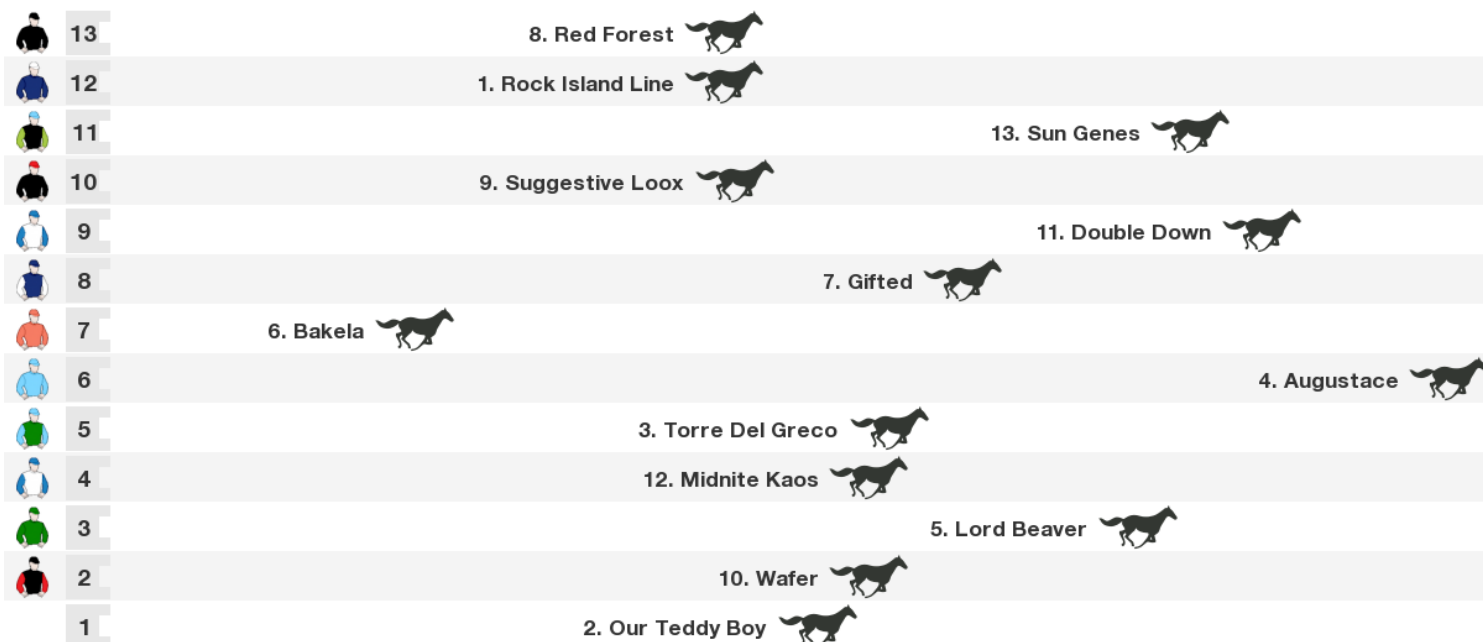 13 8. Red Forest
12 1. Rock Island Line
11 13. Sun Genes
10 9. Suggestive Loox
9 11. Double Down
8 7. Gifted
7 6. Bakela
6 4. Augustace
5 3. Torre Del Greco
4 12. Midnite Kaos
3 5. Lord Beaver
2 10. Wafer
1 2. Our Teddy Boy